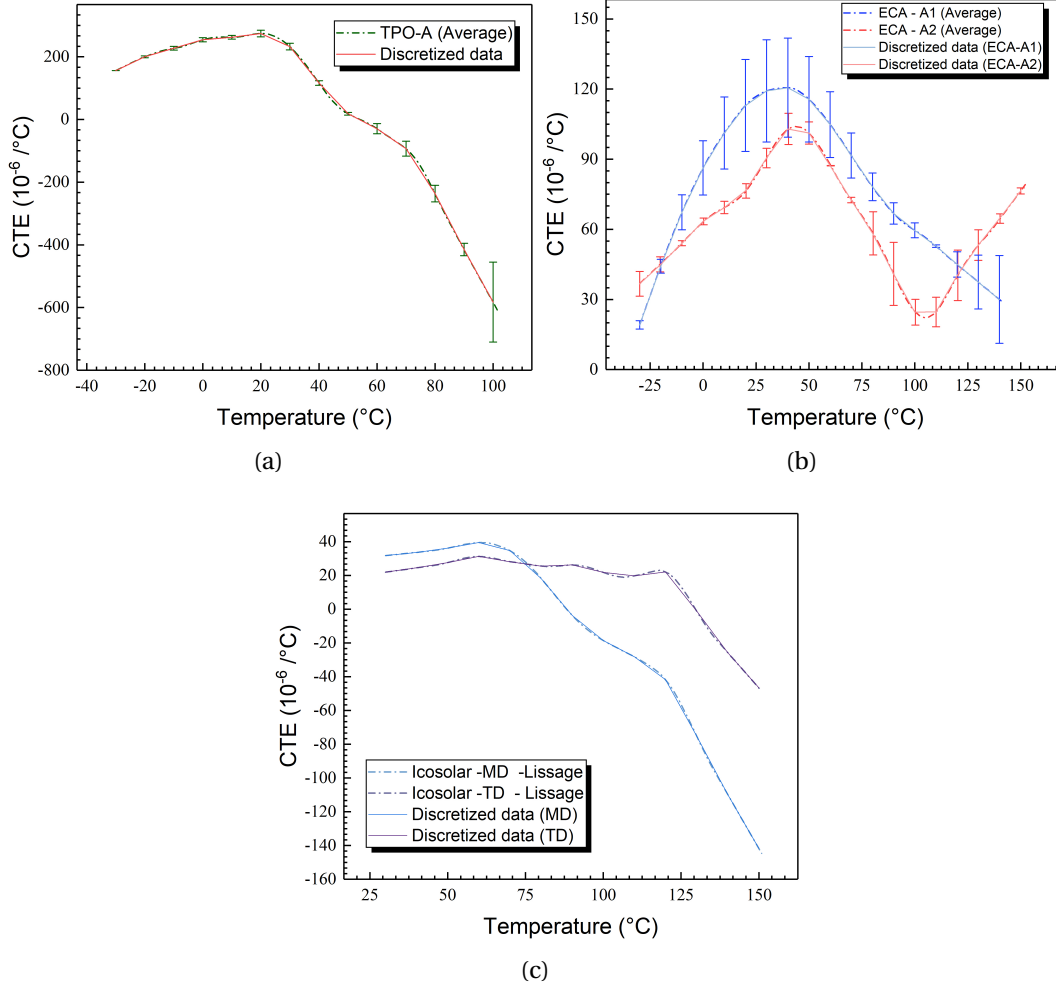 TPO-A (Average)
Discretized data
200
0
-200
-400
-600
-800
-40
-20
0
20
40
60
80
100
CTE (10-6 /°C)
Temperature (°C)
(a)
ECA - A1 (Average)
ECA - A2 (Average)
Discretized data (ECA-A1)
Discretized data (ECA-A2)
150
120
90
60
30
0
-25
0
25
50
75
100
125
150
CTE (10-6 /°C)
Temperature (°C)
(b)
40
20
0
-20
-40
-60
-80
-100
-120
-140
-160
25
50
75
100
125
150
CTE (10-6 /°C)
Icosolar -MD -Lissage
Icosolar -TD - Lissage
Discretized data (MD)
Discretized data (TD)
Temperature (°C)
(c)